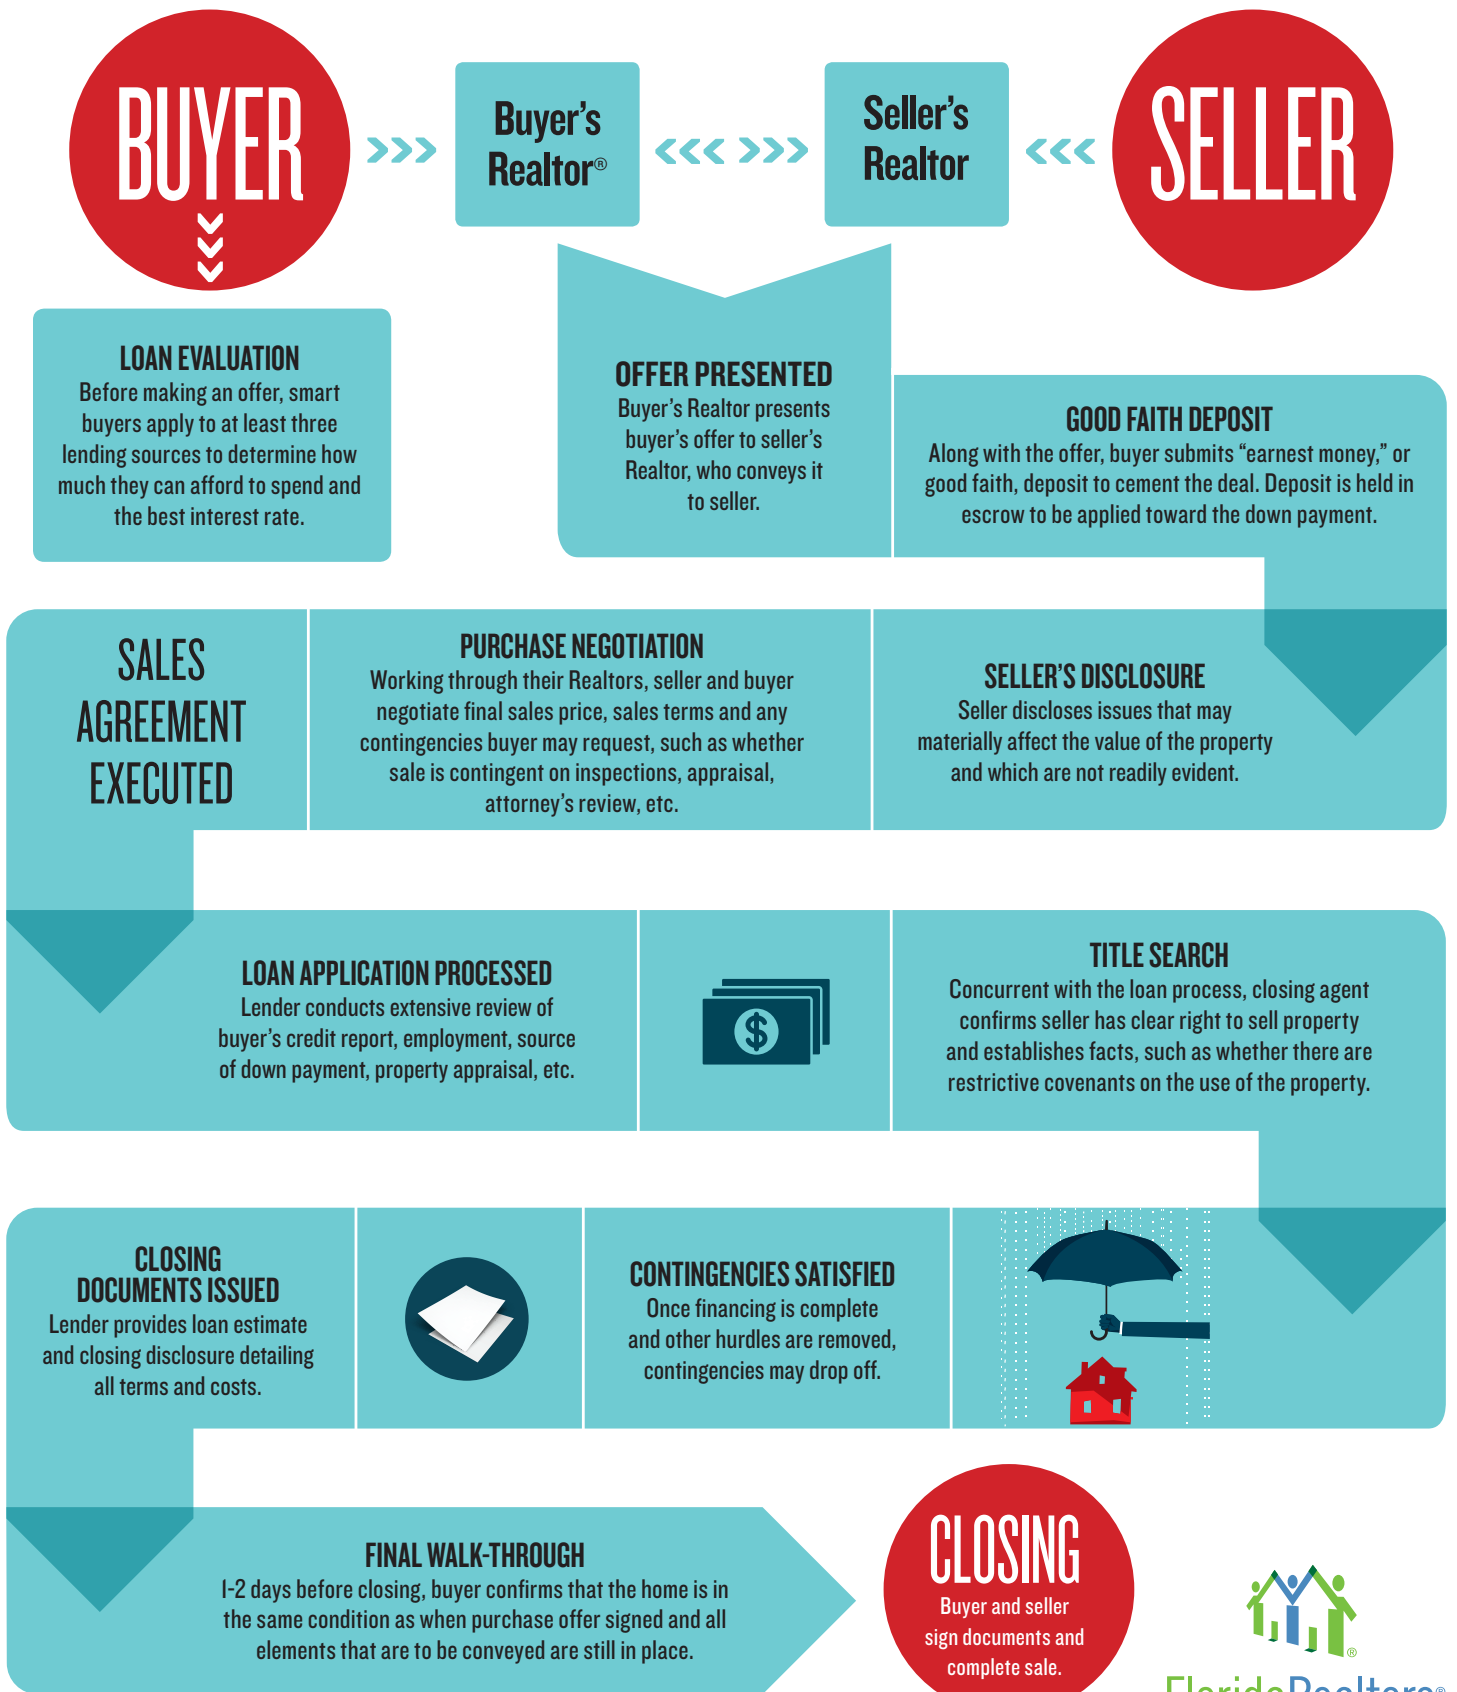 BUYER
Buyer's
Realtor®
Seller's
Realtor
SELLER
LOAN EVALUATION
Before making an offer, smart
buyers apply to at least three
lending sources to determine how
much they can afford to spend and
the best interest rate.
OFFER PRESENTED
Buyer's Realtor presents
buyer's offer to seller's
Realtor, who conveys it
to seller.
GOOD FAITH DEPOSIT
Along with the offer, buyer submits “earnest money,” or
good faith, deposit to cement the deal. Deposit is held in
escrow to be applied toward the down payment.
SELLER'S DISCLOSURE
Seller discloses issues that may
materially affect the value of the property
and which are not readily evident.
PURCHASE NEGOTIATION
Working through their Realtors, seller and buyer
negotiate final sales price, sales terms and any
contingencies buyer may request, such as whether
sale is contingent on inspections, appraisal,
attorney's review, etc.
SALES
AGREEMENT
EXECUTED
LOAN APPLICATION PROCESSED
Lender conducts extensive review of
buyer's credit report, employment, source
of down payment, property appraisal, etc.
$
TITLE SEARCH
Concurrent with the loan process, closing agent
confirms seller has clear right to sell property
and establishes facts, such as whether there are
restrictive covenants on the use of the property.
CONTINGENCIES SATISFIED
Once financing is complete
and other hurdles are removed,
contingencies may drop off.
CLOSING
DOCUMENTS ISSUED
Lender provides loan estimate
and closing disclosure detailing
all terms and costs.
FINAL WALK-THROUGH
1-2 days before closing, buyer confirms that the home is in
the same condition as when purchase offer signed and all
elements that are to be conveyed are still in place.
CLOSING
Buyer and seller
sign documents and
complete sale.
®
FloridaRealtors®